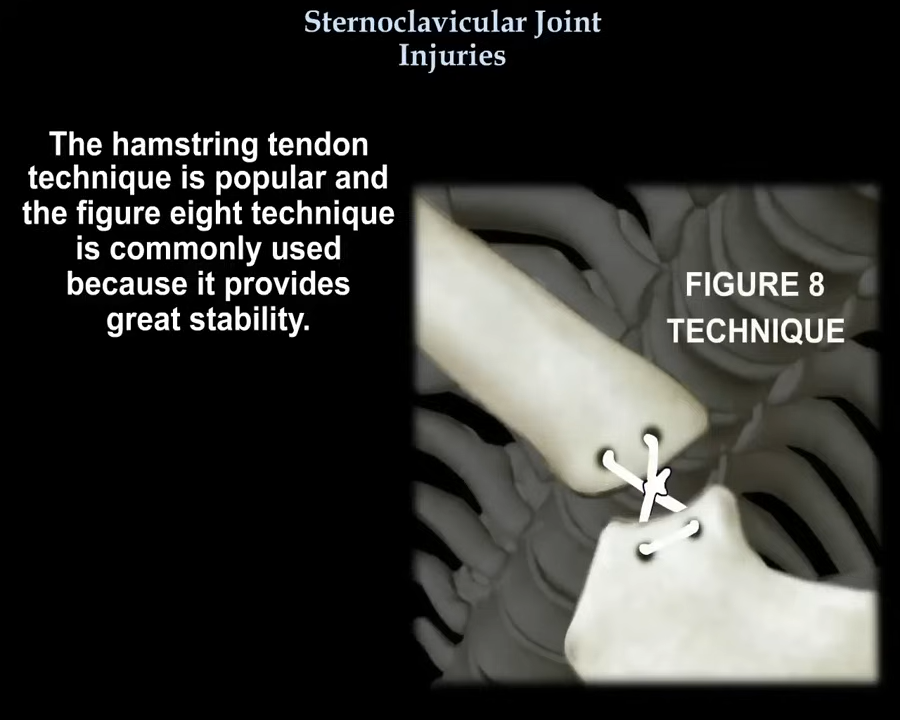 Sternoclavicular Joint
Injuries
The hamstring tendon
technique is popular and
the figure eight technique
is commonly used
because it provides
great stability.
FIGURE 8
TECHNIQUE